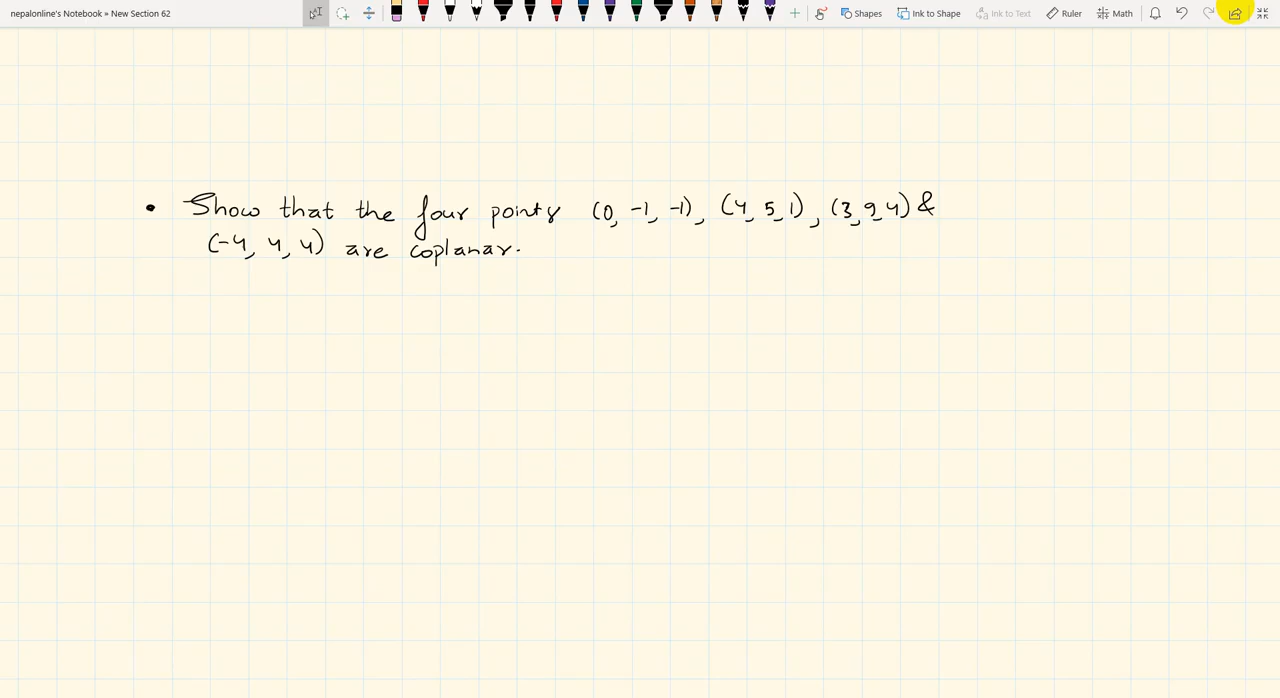 nepalonline's Notebook » New Section 62
Shapes Ink to Shape Ink to Text Ruler Math
• Show that the four points (0, -1, -1), (4, 5, 1), (3, 9, 4) &
(-4, 4, 4) are coplanar.